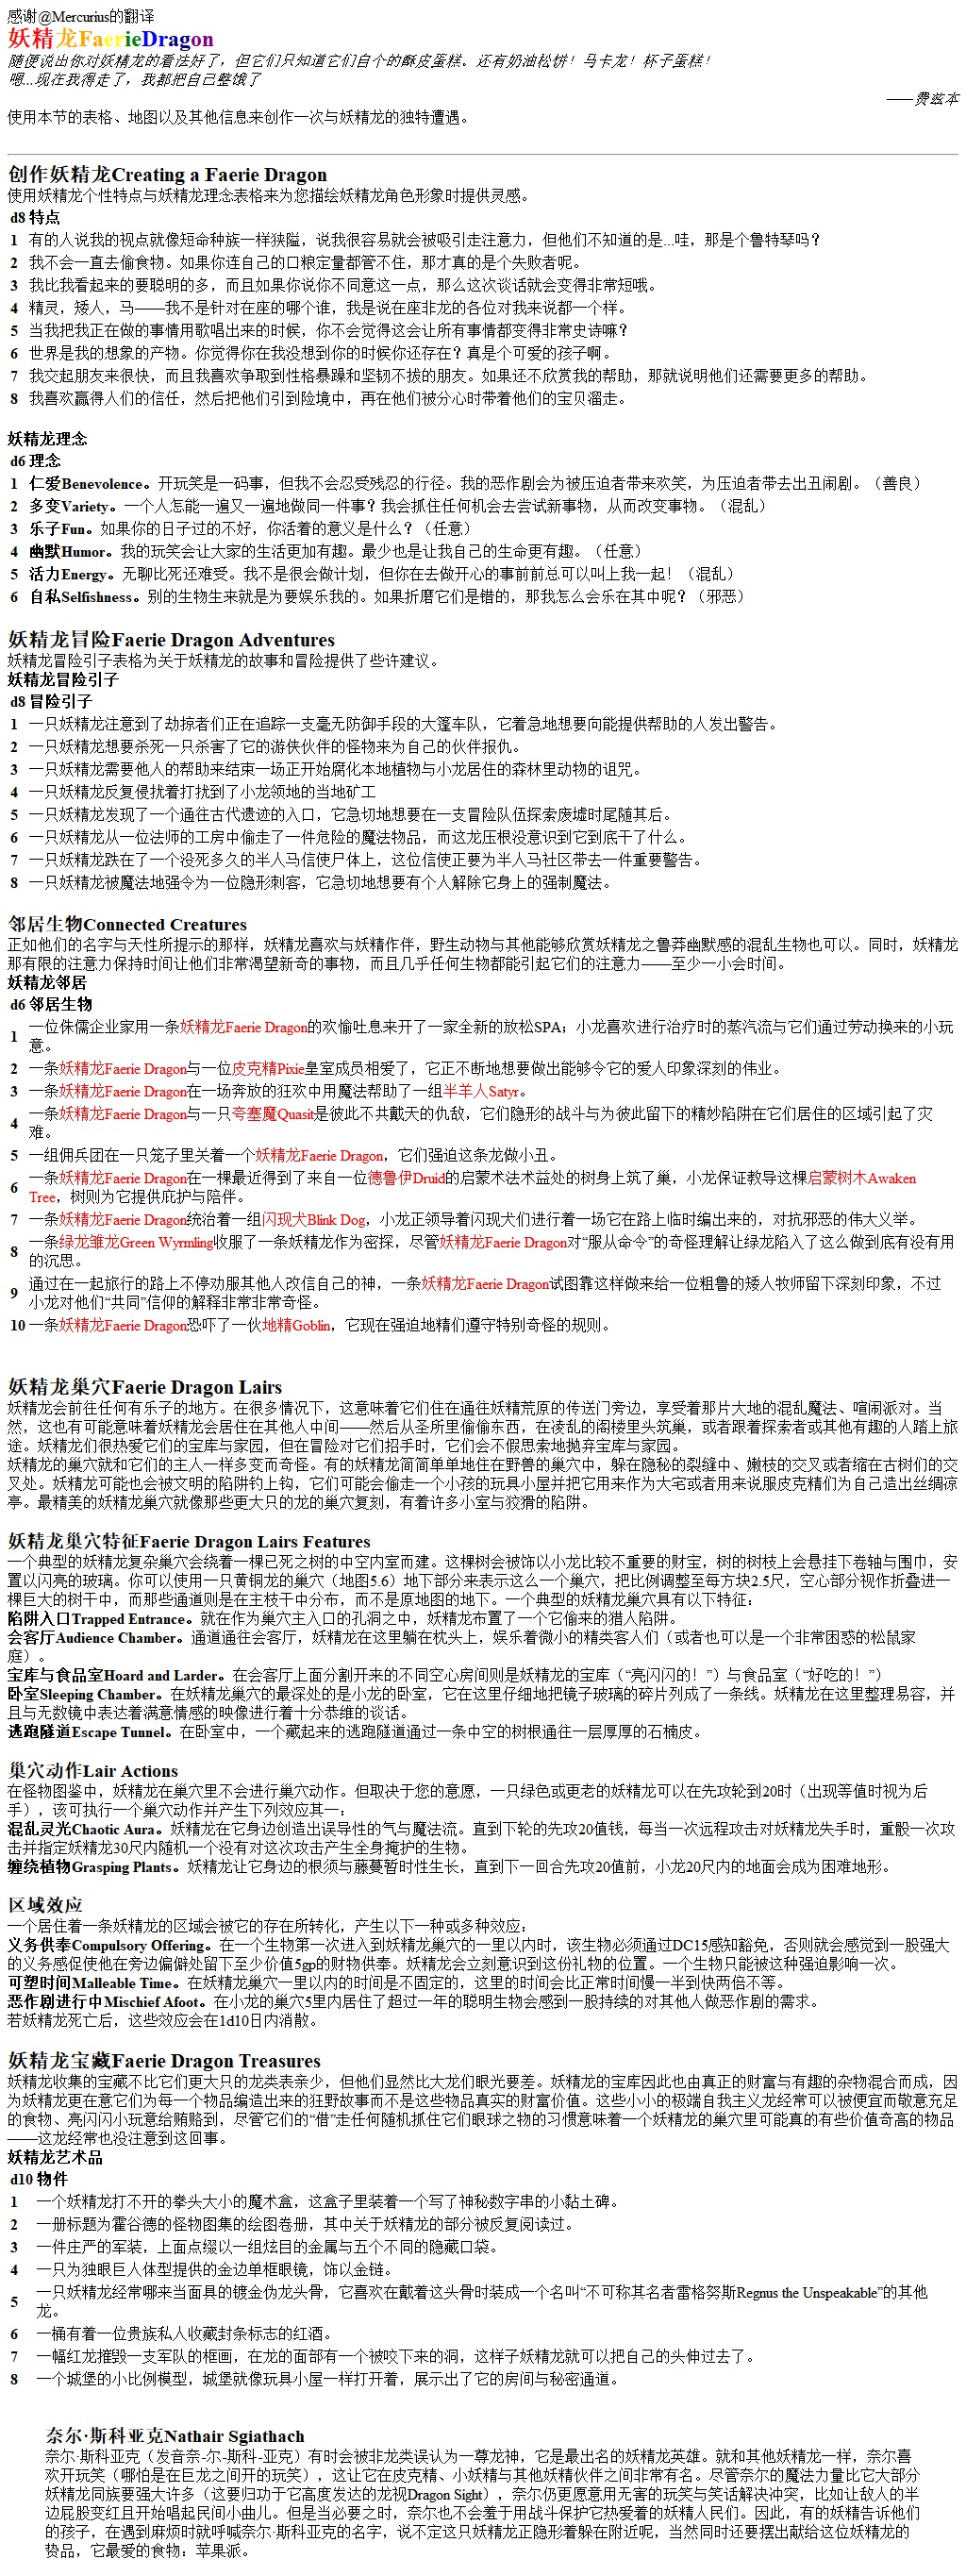 感谢@Mercurius的翻译
妖精龙FaerieDragon
随便说出你对妖精龙的看法好了，但它们只知道它们自个的酥皮蛋糕。还有奶油松饼！马卡龙！杯子蛋糕！
嗯...现在我得走了，我都把自己整饿了
——费兹本
使用本节的表格、地图以及其他信息来创作一次与妖精龙的独特遭遇。
创作妖精龙Creating a Faerie Dragon
使用妖精龙个性特点与妖精龙理念表格来为您描绘妖精龙角色形象时提供灵感。
d8 特点
1 有的人说我的视点就像短命种族一样狭隘，说我很容易就会被吸引走注意力，但他们不知道的是...哇，那是个鲁特琴吗？
2 我不会一直去偷食物。如果你连自己的口粮定量都管不住，那才真的是个失败者呢。
3 我比我看起来的要聪明的多，而且如果你说你不同意这一点，那么这次谈话就会变得非常短哦。
4 精灵，矮人，马——我不是针对在座的哪个谁，我是说在座非龙的各位对我来说都一个样。
5 当我把我正在做的事情用歌唱出来的时候，你不会觉得这会让所有事情都变得非常史诗嘛？
6 世界是我的想象的产物。你觉得你在我没想到你的时候你还存在？真是个可爱的孩子啊。
7 我交起朋友来很快，而且我喜欢争取到性格暴躁和坚韧不拔的朋友。如果还不欣赏我的帮助，那就说明他们还需要更多的帮助。
8 我喜欢赢得人们的信任，然后把他们引到险境中，再在他们被分心时带着他们的宝贝溜走。
妖精龙理念
d6 理念
1 仁爱Benevolence。开玩笑是一码事，但我不会忍受残忍的行径。我的恶作剧会为被压迫者带来欢笑，为压迫者带去出丑闹剧。（善良）
2 多变Variety。一个人怎能一遍又一遍地做同一件事？我会抓住任何机会去尝试新事物，从而改变事物。（混乱）
3 乐子Fun。如果你的日子过的不好，你活着的意义是什么？（任意）
4 幽默Humor。我的玩笑会让大家的生活更加有趣。最少也是让我自己的生命更有趣。（任意）
5 活力Energy。无聊比死还难受。我不是很会做计划，但你在去做开心的事前前总可以叫上我一起！（混乱）
6 自私Selfishness。别的生物生来就是为要娱乐我的。如果折磨它们是错的，那我怎么会乐在其中呢？（邪恶）
妖精龙冒险Faerie Dragon Adventures
妖精龙冒险引子表格为关于妖精龙的故事和冒险提供了些许建议。
妖精龙冒险引子
d8 冒险引子
1 一只妖精龙注意到了劫掠者们正在追踪一支毫无防御手段的大篷车队，它着急地想要向能提供帮助的人发出警告。
2 一只妖精龙想要杀死一只杀害了它的游侠伙伴的怪物来为自己的伙伴报仇。
3 一只妖精龙需要他人的帮助来结束一场正开始腐化本地植物与小龙居住的森林里动物的诅咒。
4 一只妖精龙反复侵扰着打扰到了小龙领地的当地矿工
5 一只妖精龙发现了一个通往古代遗迹的入口，它急切地想要在一支冒险队伍探索废墟时尾随其后。
6 一只妖精龙从一位法师的工房中偷走了一件危险的魔法物品，而这龙压根没意识到它到底干了什么。
7 一只妖精龙跌在了一个没死多久的半人马信使尸体上，这位信使正要为半人马社区带去一件重要警告。
8 一只妖精龙被魔法地强令为一位隐形刺客，它急切地想要有个人解除它身上的强制魔法。
邻居生物Connected Creatures
正如他们的名字与天性所提示的那样，妖精龙喜欢与妖精作伴，野生动物与其他能够欣赏妖精龙之鲁莽幽默感的混乱生物也可以。同时，妖精龙
那有限的注意力保持时间让他们非常渴望新奇的事物，而且几乎任何生物都能引起它们的注意力——至少一小会时间。
妖精龙邻居
d6 邻居生物
1 一位侏儒企业家用一条妖精龙Faerie Dragon的欢愉吐息来开了一家全新的放松SPA；小龙喜欢进行治疗时的蒸汽流与它们通过劳动换来的小玩
意。
2 一条妖精龙Faerie Dragon与一位皮克精Pixie皇室成员相爱了，它正不断地想要做出能够令它的爱人印象深刻的伟业。
3 一条妖精龙Faerie Dragon在一场奔放的狂欢中用魔法帮助了一组半羊人Satyr。
4 一条妖精龙Faerie Dragon与一只夸塞魔Quasit是彼此不共戴天的仇敌，它们隐形的战斗与为彼此留下的精妙陷阱在它们居住的区域引起了灾
难。
5 一组佣兵团在一只笼子里关着一个妖精龙Faerie Dragon，它们强迫这条龙做小丑。
6 一条妖精龙Faerie Dragon在一棵最近得到了来自一位德鲁伊Druid的启蒙术法术益处的树身上筑了巢，小龙保证教导这棵启蒙树木Awaken
Tree，树则为它提供庇护与陪伴。
7 一条妖精龙Faerie Dragon统治着一组闪现犬Blink Dog，小龙正领导着闪现犬们进行着一场它在路上临时编出来的，对抗邪恶的伟大义举。
8 一条绿龙雏龙Green Wyrmling收服了一条妖精龙作为密探，尽管妖精龙Faerie Dragon对“服从命令”的奇怪理解让绿龙陷入了这么做到底有没有用
的沉思。
9 通过在一起旅行的路上不停劝服其他人改信自己的神，一条妖精龙Faerie Dragon试图靠这样做来给一位粗鲁的矮人牧师留下深刻印象，不过
小龙对他们“共同”信仰的解释非常非常奇怪。
10 一条妖精龙Faerie Dragon恐吓了一伙地精Goblin，它现在强迫地精们遵守特别奇怪的规则。
妖精龙巢穴Faerie Dragon Lairs
妖精龙会前往任何有乐子的地方。在很多情况下，这意味着它们住在通往妖精荒原的传送门旁边，享受着那片大地的混乱魔法、喧闹派对。当
然，这也有可能意味着妖精龙会居住在其他人中间——然后从圣所里偷偷东西，在凌乱的阁楼里头筑巢，或者跟着探索者或其他有趣的人踏上旅
途。妖精龙们很热爱它们的宝库与家园，但在冒险对它们招手时，它们会不假思索地抛弃宝库与家园。
妖精龙的巢穴就和它们的主人一样多变而奇怪。有的妖精龙简简单单地住在野兽的巢穴中，躲在隐秘的裂缝中、嫩枝的交叉或者缩在古树们的交
叉处。妖精龙可能也会被文明的陷阱钓上钩，它们可能会偷走一个小孩的玩具小屋并把它用来作为大宅或者用来说服皮克精们为自己造出丝绸凉
亭。最精美的妖精龙巢穴就像那些更大只的龙的巢穴复刻，有着许多小室与狡猾的陷阱。
妖精龙巢穴特征Faerie Dragon Lairs Features
一个典型的妖精龙复杂巢穴会绕着一棵已死之树的中空内室而建。这棵树会被饰以小龙比较不重要的财宝，树的树枝上会悬挂下卷轴与围巾，安
置以闪亮的玻璃。你可以使用一只黄铜龙的巢穴（地图5.6）地下部分来表示这么一个巢穴，把比例调整至每方块2.5尺，空心部分视作折叠进一
棵巨大的树干中，而那些通道则是在主枝干中分布，而不是原地图的地下。一个典型的妖精龙巢穴具有以下特征：
陷阱入口Trapped Entrance。就在作为巢穴主入口的孔洞之中，妖精龙布置了一个它偷来的猎人陷阱。
会客厅Audience Chamber。通道通往会客厅，妖精龙在这里躺在枕头上，娱乐着微小的精类客人们（或者也可以是一个非常困惑的松鼠家
庭）。
宝库与食品室Hoard and Larder。在会客厅上面分割开来的不同空心房间则是妖精龙的宝库（“亮闪闪的！”）与食品室（“好吃的！”）
卧室Sleeping Chamber。在妖精龙巢穴的最深处的是小龙的卧室，它在这里仔细地把镜子玻璃的碎片列成了一条线。妖精龙在这里整理易容，并
且与无数镜中表达着满意情感的映像进行着十分恭维的谈话。
逃跑隧道Escape Tunnel。在卧室中，一个藏起来的逃跑隧道通过一条中空的树根通往一层厚厚的石楠皮。
巢穴动作Lair Actions
在怪物图鉴中，妖精龙在巢穴里不会进行巢穴动作。但取决于您的意愿，一只绿色或更老的妖精龙可以在先攻轮到20时（出现等值时视为后
手），该可执行一个巢穴动作并产生下列效应其一：
混乱灵光Chaotic Aura。妖精龙在它身边创造出误导性的气与魔法流。直到下轮的先攻20值钱，每当一次远程攻击对妖精龙失手时，重骰一次攻
击并指定妖精龙30尺内随机一个没有对这次攻击产生全身掩护的生物。
缠绕植物Grasping Plants。妖精龙让它身边的根须与藤蔓暂时性生长，直到下一回合先攻20值前，小龙20尺内的地面会成为困难地形。
区域效应
一个居住着一条妖精龙的区域会被它的存在所转化，产生以下一种或多种效应：
义务供奉Compulsory Offering。在一个生物第一次进入到妖精龙巢穴的一里以内时，该生物必须通过DC15感知豁免，否则就会感觉到一股强大
的义务感促使他在旁边偏僻处留下至少价值5gp的财物供奉。妖精龙会立刻意识到这份礼物的位置。一个生物只能被这种强迫影响一次。
可塑时间Malleable Time。在妖精龙巢穴一里以内的时间是不固定的，这里的时间会比正常时间慢一半到快两倍不等。
恶作剧进行中Mischief Afoot。在小龙的巢穴5里内居住了超过一年的聪明生物会感到一股持续的对其他人做恶作剧的需求。
若妖精龙死亡后，这些效应会在1d10日内消散。
妖精龙宝藏Faerie Dragon Treasures
妖精龙收集的宝藏不比它们更大只的龙类表亲少，但他们显然比大龙们眼光要差。妖精龙的宝库因此也由真正的财富与有趣的杂物混合而成，因
为妖精龙更在意它们为每一个物品编造出来的狂野故事而不是这些物品真实的财富价值。这些小小的极端自我主义龙经常可以被便宜而敬意充足
的食物、亮闪闪小玩意给贿赂到，尽管它们的“借”走任何随机抓住它们眼球之物的习惯意味着一个妖精龙的巢穴里可能真的有些价值奇高的物品
——这龙经常也没注意到这回事。
妖精龙艺术品
d10 物件
1 一个妖精龙打不开的拳头大小的魔术盒，这盒子里装着一个写了神秘数字串的小黏土碑。
2 一册标题为霍谷德的怪物图集的绘图卷册，其中关于妖精龙的部分被反复阅读过。
3 一件庄严的军装，上面点缀以一组炫目的金属与五个不同的隐藏口袋。
4 一只为独眼巨人体型提供的金边单框眼镜，饰以金链。
5 一只妖精龙经常哪来当面具的镀金伪龙头骨，它喜欢在戴着这头骨时装成一个名叫“不可称其名者雷格努斯Regnus the Unspeakable”的其他
龙。
6 一桶有着一位贵族私人收藏封条标志的红酒。
7 一幅红龙摧毁一支军队的框画，在龙的面部有一个被咬下来的洞，这样子妖精龙就可以把自己的头伸过去了。
8 一个城堡的小比例模型，城堡就像玩具小屋一样打开着，展示出了它的房间与秘密通道。
奈尔·斯科亚克Nathair Sgiathach
奈尔·斯科亚克（发音奈-尔-斯科-亚克）有时会被非龙类误认为一尊龙神，它是最出名的妖精龙英雄。就和其他妖精龙一样，奈尔喜
欢开玩笑（哪怕是在巨龙之间开的玩笑），这让它在皮克精、小妖精与其他妖精伙伴之间非常有名。尽管奈尔的魔法力量比它大部分
妖精龙同族要强大许多（这要归功于它高度发达的龙视Dragon Sight），奈尔仍更愿意用无害的玩笑与笑话解决冲突，比如让敌人的半
边屁股变红且开始唱起民间小曲儿。但是当必要之时，奈尔也不会羞于用战斗保护它热爱着的妖精人民们。因此，有的妖精告诉他们
的孩子，在遇到麻烦时就呼喊奈尔·斯科亚克的名字，说不定这只妖精龙正隐形着躲在附近呢，当然同时还要摆出献给这位妖精龙的
贽品，它最爱的食物：苹果派。